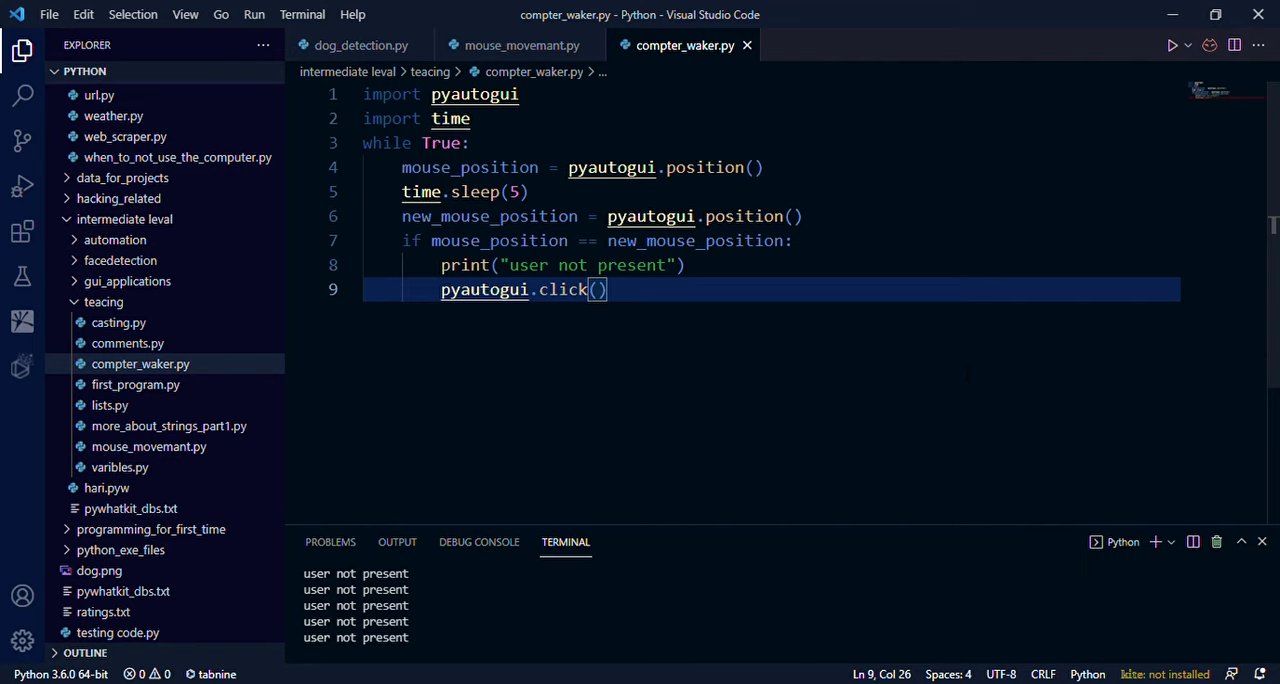 File Edit Selection View Go Run Terminal Help compter_waker.py - Python - Visual Studio Code
EXPLORER
PYTHON
url.py
weather.py
web_scraper.py
when_to_not_use_the_computer.py
data_for_projects
hacking_related
intermediate leval
automation
facedetection
gui_applications
teacing
casting.py
comments.py
compter_waker.py
first_program.py
lists.py
more_about_strings_part1.py
mouse_movemant.py
varibles.py
hari.pyw
pywhatkit_dbs.txt
programming_for_first_time
python_exe_files
dog.png
pywhatkit_dbs.txt
ratings.txt
testing code.py
OUTLINE
dog_detection.py mouse_movemant.py compter_waker.py
intermediate leval > teacing > compter_waker.py > ...
1 import pyautogui
2 import time
3 while True:
4 mouse_position = pyautogui.position()
5 time.sleep(5)
6 new_mouse_position = pyautogui.position()
7 if mouse_position == new_mouse_position:
8 print("user not present")
9 pyautogui.click()
PROBLEMS OUTPUT DEBUG CONSOLE TERMINAL Python
user not present
user not present
user not present
user not present
user not present
Python 3.6.0 64-bit 0 0 tabnine Ln 9, Col 26 Spaces: 4 UTF-8 CRLF Python kite: not installed